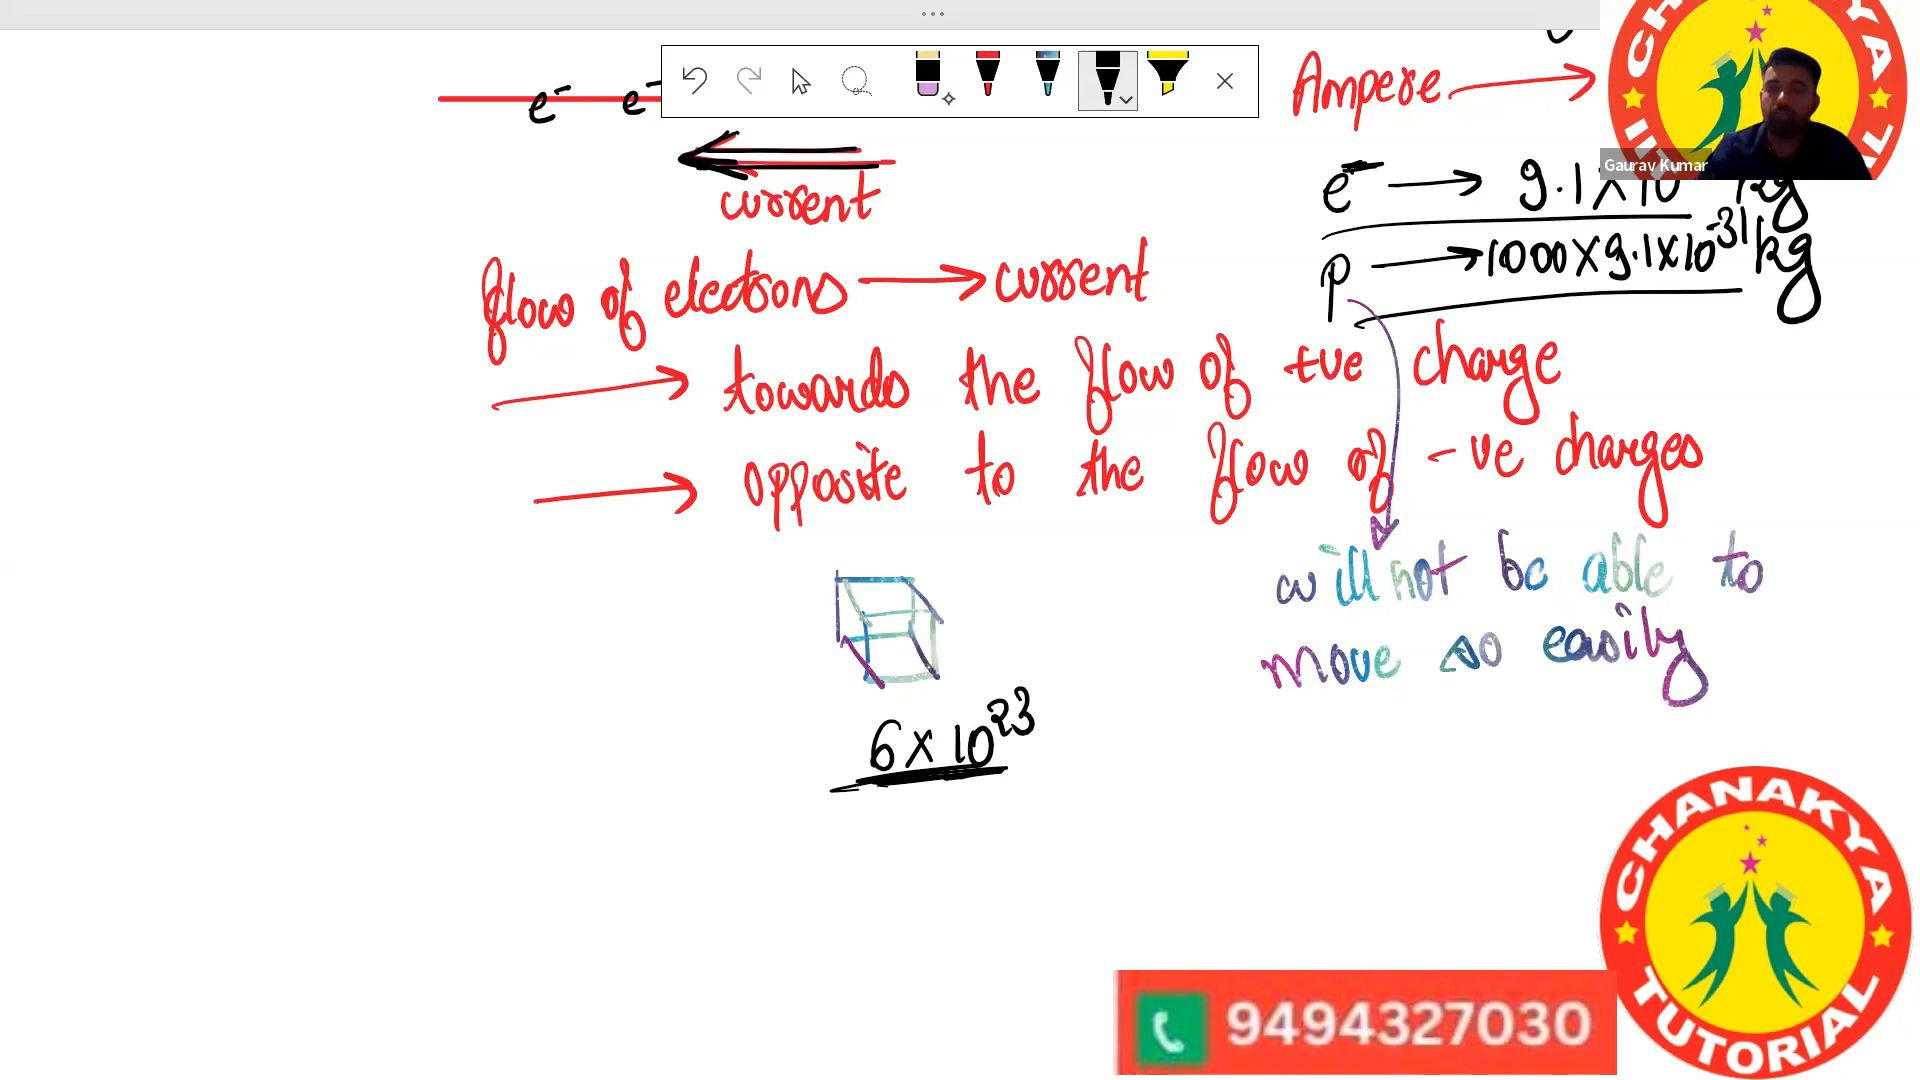 Ampere
e⁻ e⁻
Gaurav Kumar
current
e⁻ → 9.1×10 kg
p → 1000×9.1×10⁻³¹ kg
flow of electrons → current
→ towards the flow of +ve charge
→ opposite to the flow of -ve charges
will not be able to
move so easily
6×10²³
CHANAKYA
TUTORIAL
9494327030